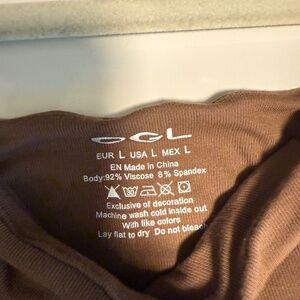 OGL
EUR L USA L MEX L
EN Made in China
Body:92% Viscose 8% Spandex
Exclusive of decoration
Machine wash cold inside out
With like colors
Lay flat to dry Do not bleach